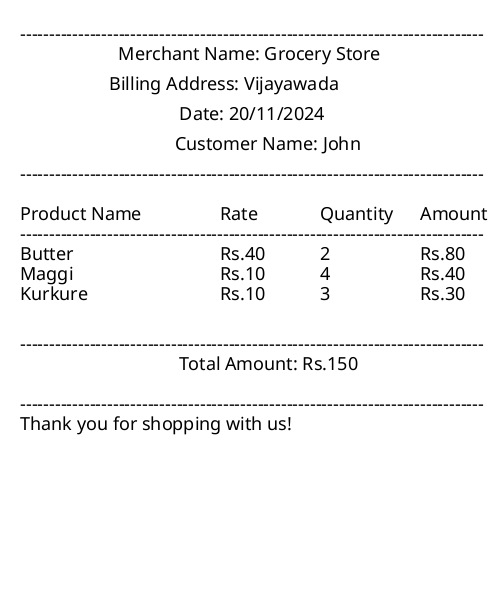 --------------------------------------------------------------------------------
Merchant Name: Grocery Store
Billing Address: Vijayawada
Date: 20/11/2024
Customer Name: John
--------------------------------------------------------------------------------
Product Name Rate Quantity Amount
--------------------------------------------------------------------------------
Butter Rs.40 2 Rs.80
Maggi Rs.10 4 Rs.40
Kurkure Rs.10 3 Rs.30
--------------------------------------------------------------------------------
Total Amount: Rs.150
--------------------------------------------------------------------------------
Thank you for shopping with us!